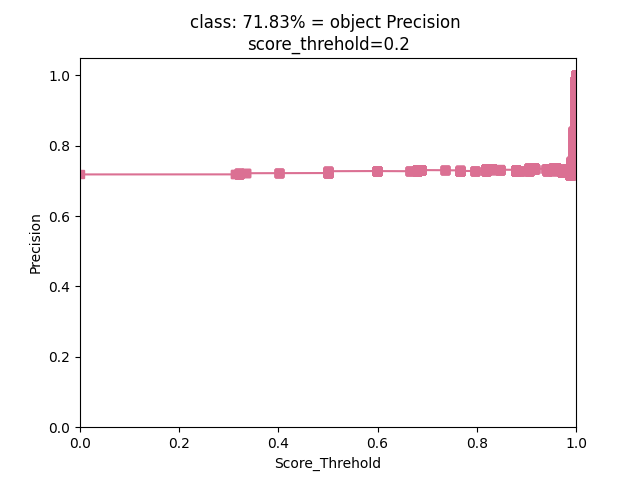 class: 71.83% = object Precision
score_threhold=0.2
1.0
0.8
0.6
0.4
0.2
0.0
Precision
0.0 0.2 0.4 0.6 0.8 1.0
Score_Threhold